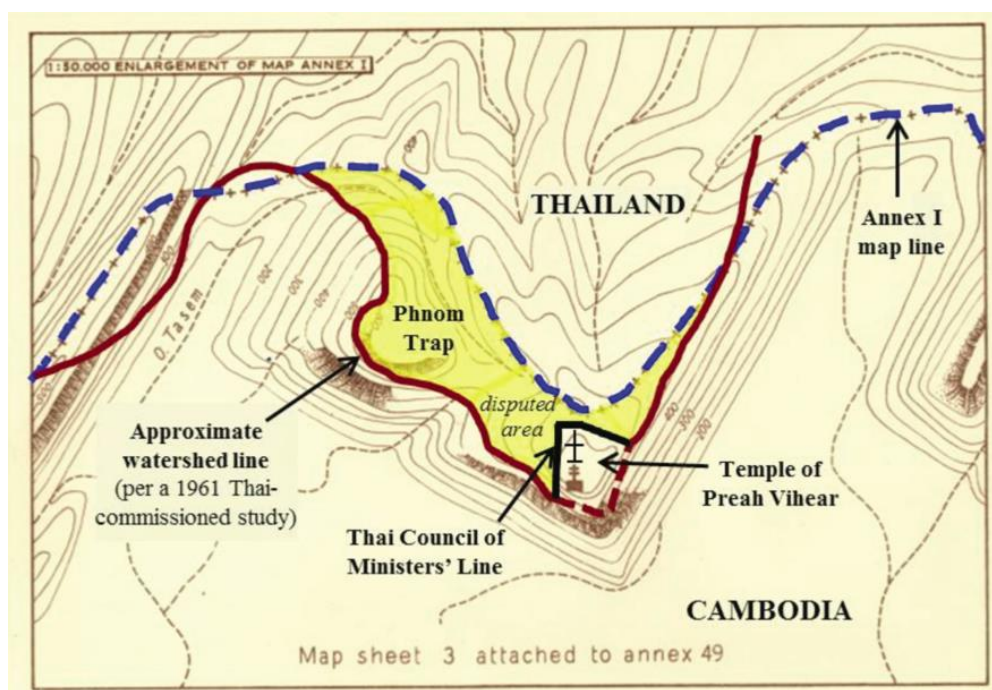 1:50.000 ENLARGEMENT OF MAP ANNEX I
THAILAND
Annex I
map line
O. Tasem
Phnom
Trap
disputed
area
Approximate
watershed line
(per a 1961 Thai-
commissioned study)
Thai Council of
Ministers' Line
Temple of
Preah Vihear
CAMBODIA
Map sheet 3 attached to annex 49